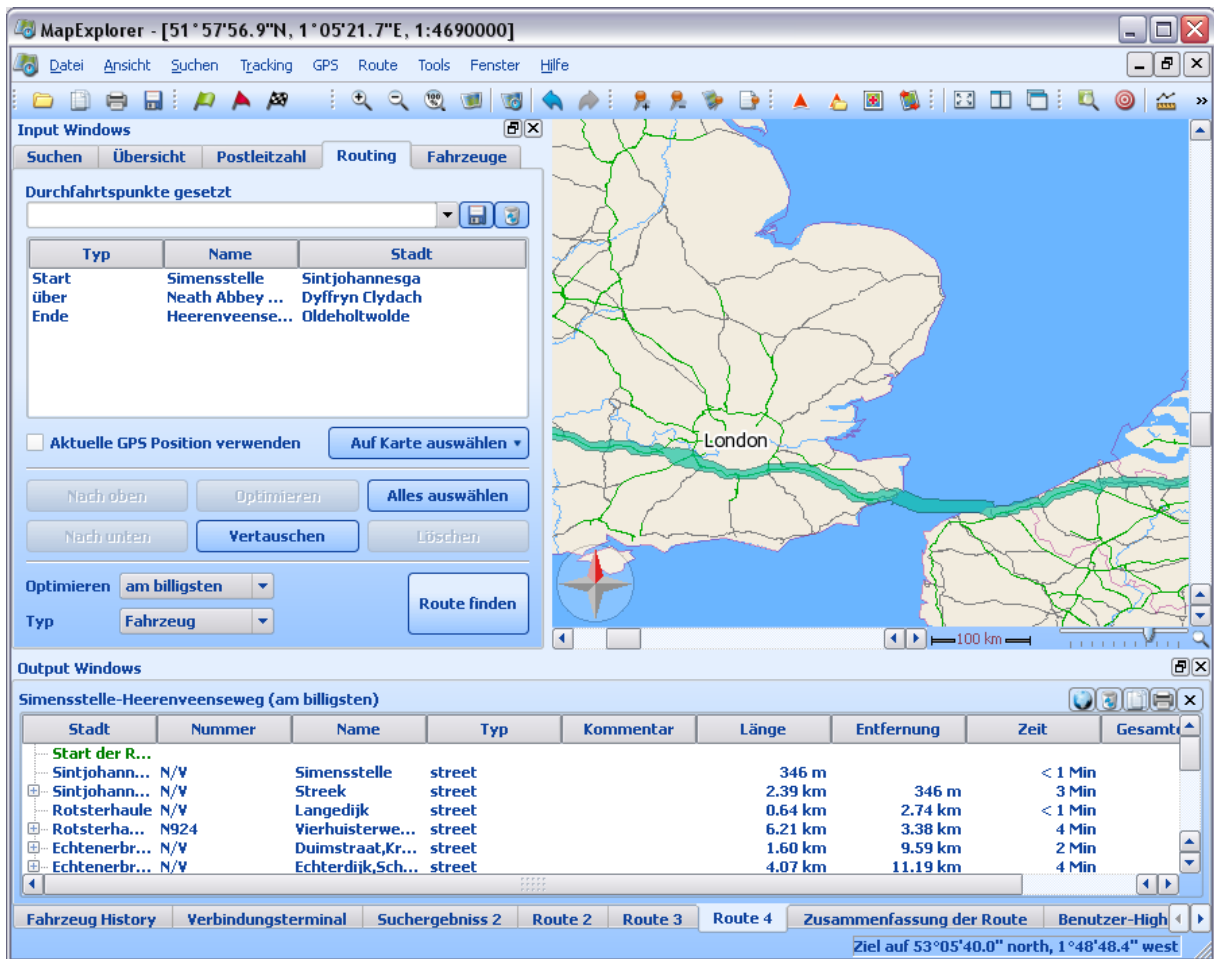 MapExplorer - [51°57'56.9"N, 1°05'21.7"E, 1:4690000]
Datei Ansicht Suchen Tracking GPS Route Tools Fenster Hilfe
100
»
Input Windows
Suchen Übersicht Postleitzahl Routing Fahrzeuge
Durchfahrtspunkte gesetzt
Typ Name Stadt
Start Simensstelle Sintjohannesga
über Neath Abbey ... Dyffryn Clydach
Ende Heerenveense... Oldeholtwolde
Aktuelle GPS Position verwenden Auf Karte auswählen
Nach oben Optimieren Alles auswählen
Nach unten Vertauschen Löschen
Optimieren am billigsten
Typ Fahrzeug
Route finden
London
100 km
Output Windows
Simensstelle-Heerenveenseweg (am billigsten)
Stadt Nummer Name Typ Kommentar Länge Entfernung Zeit Gesamte
Start der R...
Sintjohann... N/V Simensstelle street 346 m < 1 Min
Sintjohann... N/V Streek street 2.39 km 346 m 3 Min
Rotsterhaule N/V Langedijk street 0.64 km 2.74 km < 1 Min
Rotsterha... N924 Vierhuisterwe... street 6.21 km 3.38 km 4 Min
Echtenerbr... N/V Duimstraat,Kr... street 1.60 km 9.59 km 2 Min
Echtenerbr... N/V Echterdijk,Sch... street 4.07 km 11.19 km 4 Min
Fahrzeug History Verbindungsterminal Suchergebniss 2 Route 2 Route 3 Route 4 Zusammenfassung der Route Benutzer-High
Ziel auf 53°05'40.0" north, 1°48'48.4" west